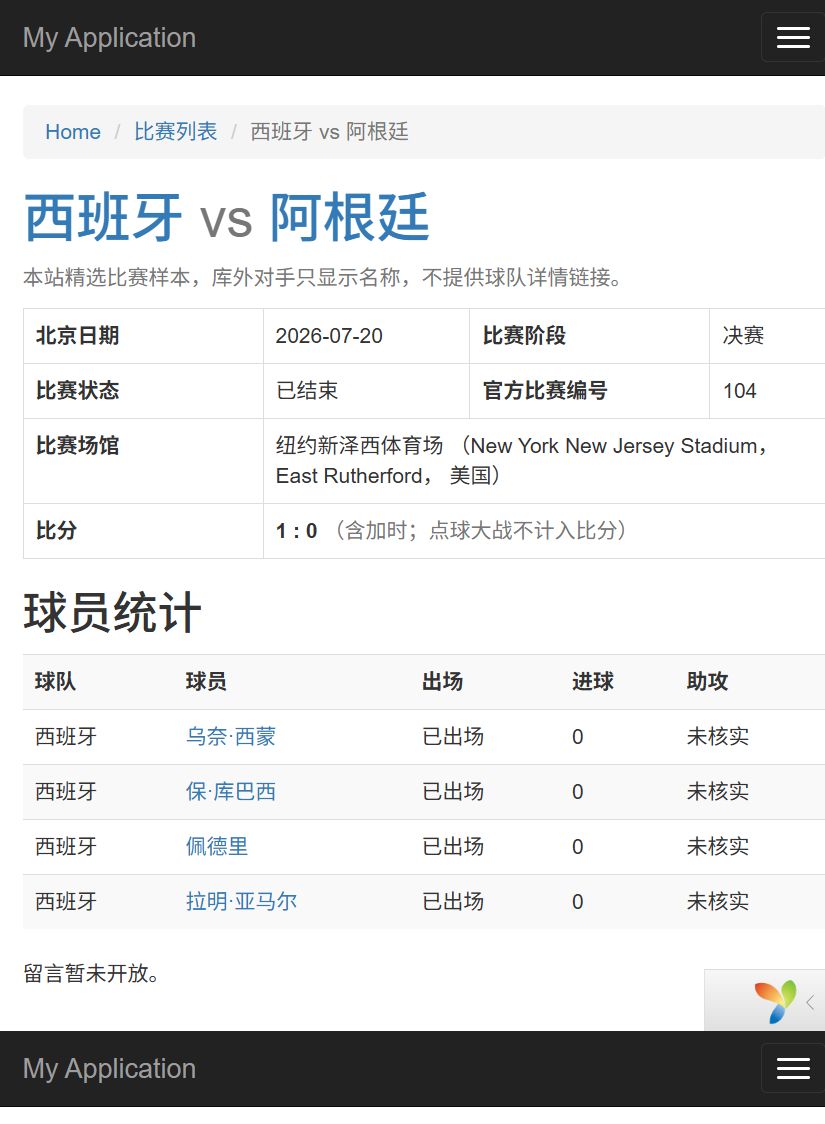 My Application
Home / 比赛列表 / 西班牙 vs 阿根廷
西班牙 vs 阿根廷
本站精选比赛样本，库外对手只显示名称，不提供球队详情链接。
北京日期 2026-07-20 比赛阶段 决赛
比赛状态 已结束 官方比赛编号 104
比赛场馆 纽约新泽西体育场 （New York New Jersey Stadium，
East Rutherford， 美国）
比分 1 : 0 （含加时；点球大战不计入比分）
球员统计
球队 球员 出场 进球 助攻
西班牙 乌奈·西蒙 已出场 0 未核实
西班牙 保·库巴西 已出场 0 未核实
西班牙 佩德里 已出场 0 未核实
西班牙 拉明·亚马尔 已出场 0 未核实
留言暂未开放。
My Application